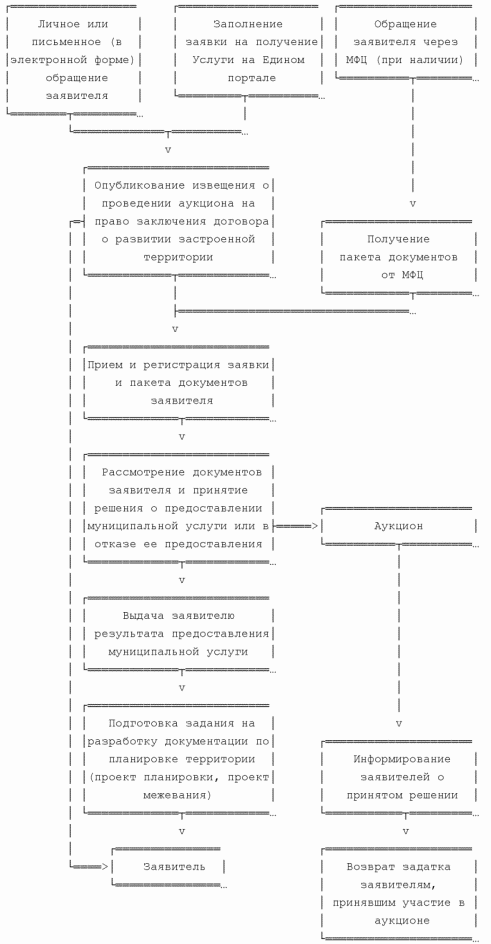 Личное или
письменное (в
электронной форме)
обращение
заявителя
Заполнение
заявки на получение
Услуги на Едином
портале
Обращение
заявителя через
МФЦ (при наличии)
v
Опубликование извещения о
проведении аукциона на
право заключения договора
о развитии застроенной
территории
v
Получение
пакета документов
от МФЦ
v
Прием и регистрация заявки
и пакета документов
заявителя
v
Рассмотрение документов
заявителя и принятие
решения о предоставлении
муниципальной услуги или в
отказе ее предоставления
Аукцион
v
Выдача заявителю
результата предоставления
муниципальной услуги
v
Подготовка задания на
разработку документации по
планировке территории
(проект планировки, проект
межевания)
v
Информирование
заявителей о
принятом решении
v
Заявитель
v
Возврат задатка
заявителям,
принявшим участие в
аукционе